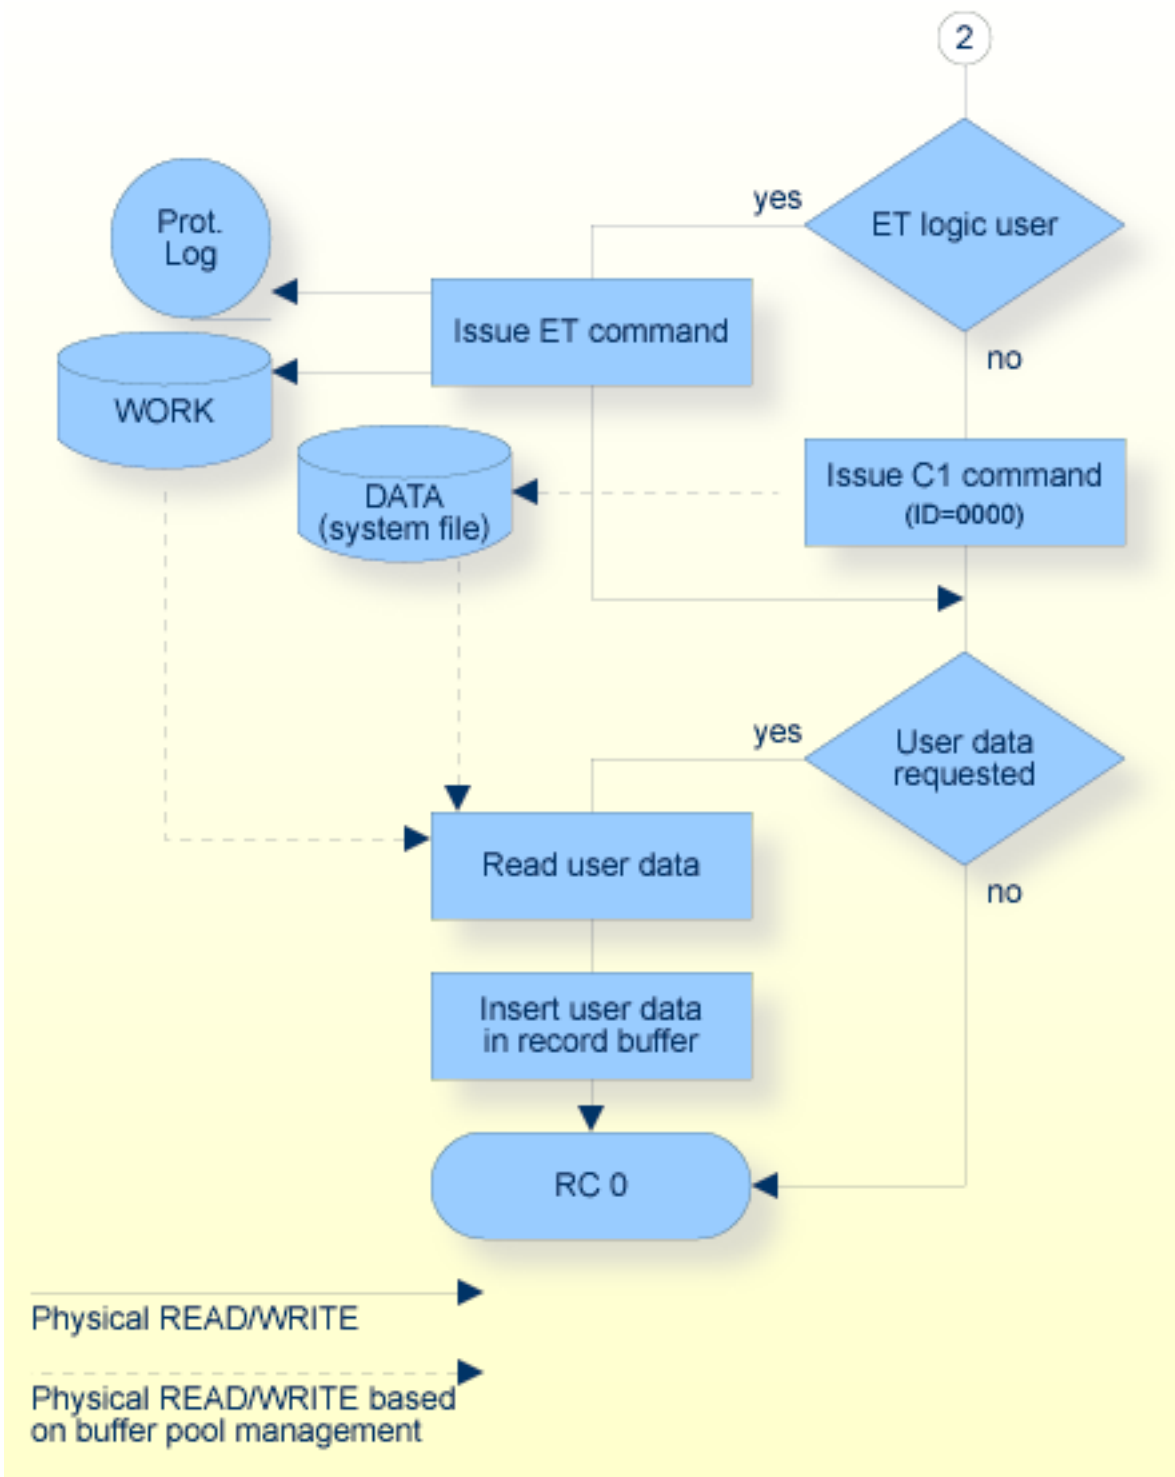 2
yes
ET logic user
Prot.
Log
Issue ET command
no
WORK
Issue C1 command
(ID=0000)
DATA
(system file)
yes
User data
requested
Read user data
no
Insert user data
in record buffer
RC 0
Physical READ/WRITE
Physical READ/WRITE based
on buffer pool management